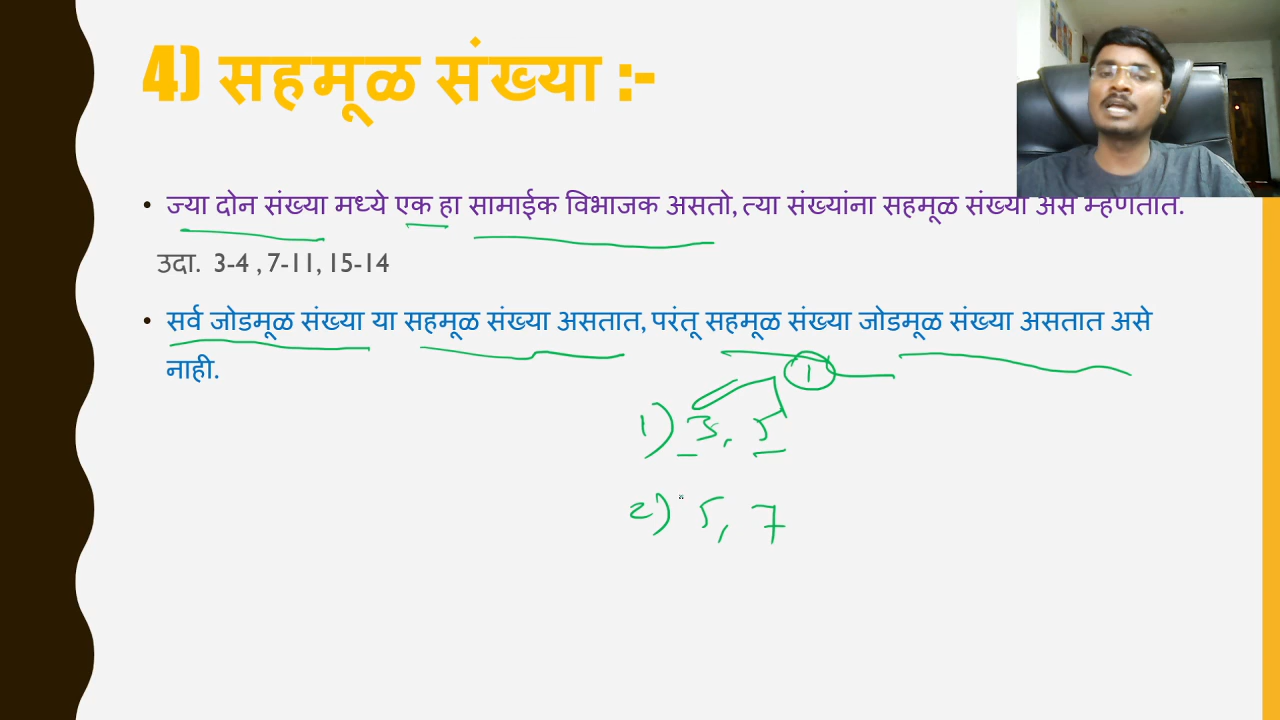 4) सहमूळ संख्या :-
• ज्या दोन संख्या मध्ये एक हा सामाईक विभाजक असतो, त्या संख्यांना सहमूळ संख्या असे म्हणतात.
उदा. 3-4 , 7-11, 15-14
• सर्व जोडमूळ संख्या या सहमूळ संख्या असतात, परंतू सहमूळ संख्या जोडमूळ संख्या असतात असे
नाही.
1
1) 3, 5
2) 5, 7